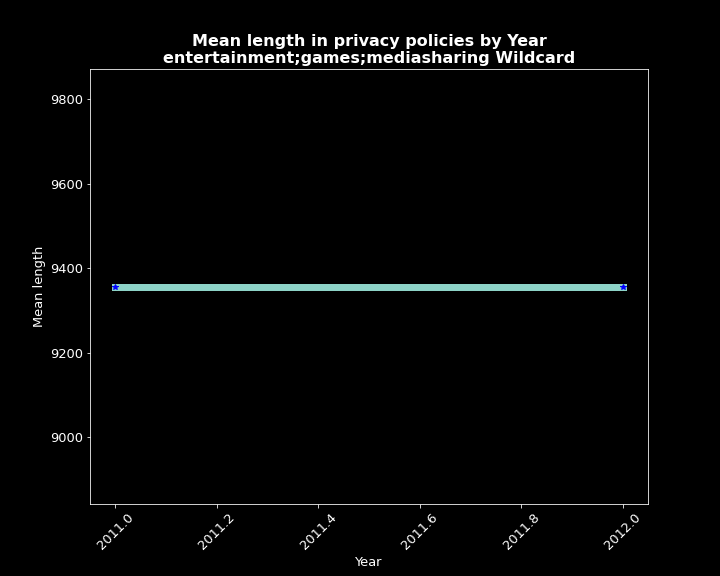 Mean length in privacy policies by Year
entertainment;games;mediasharing Wildcard
9800
9600
9400
9200
9000
Mean length
2011.0
2011.2
2011.4
2011.6
2011.8
2012.0
Year